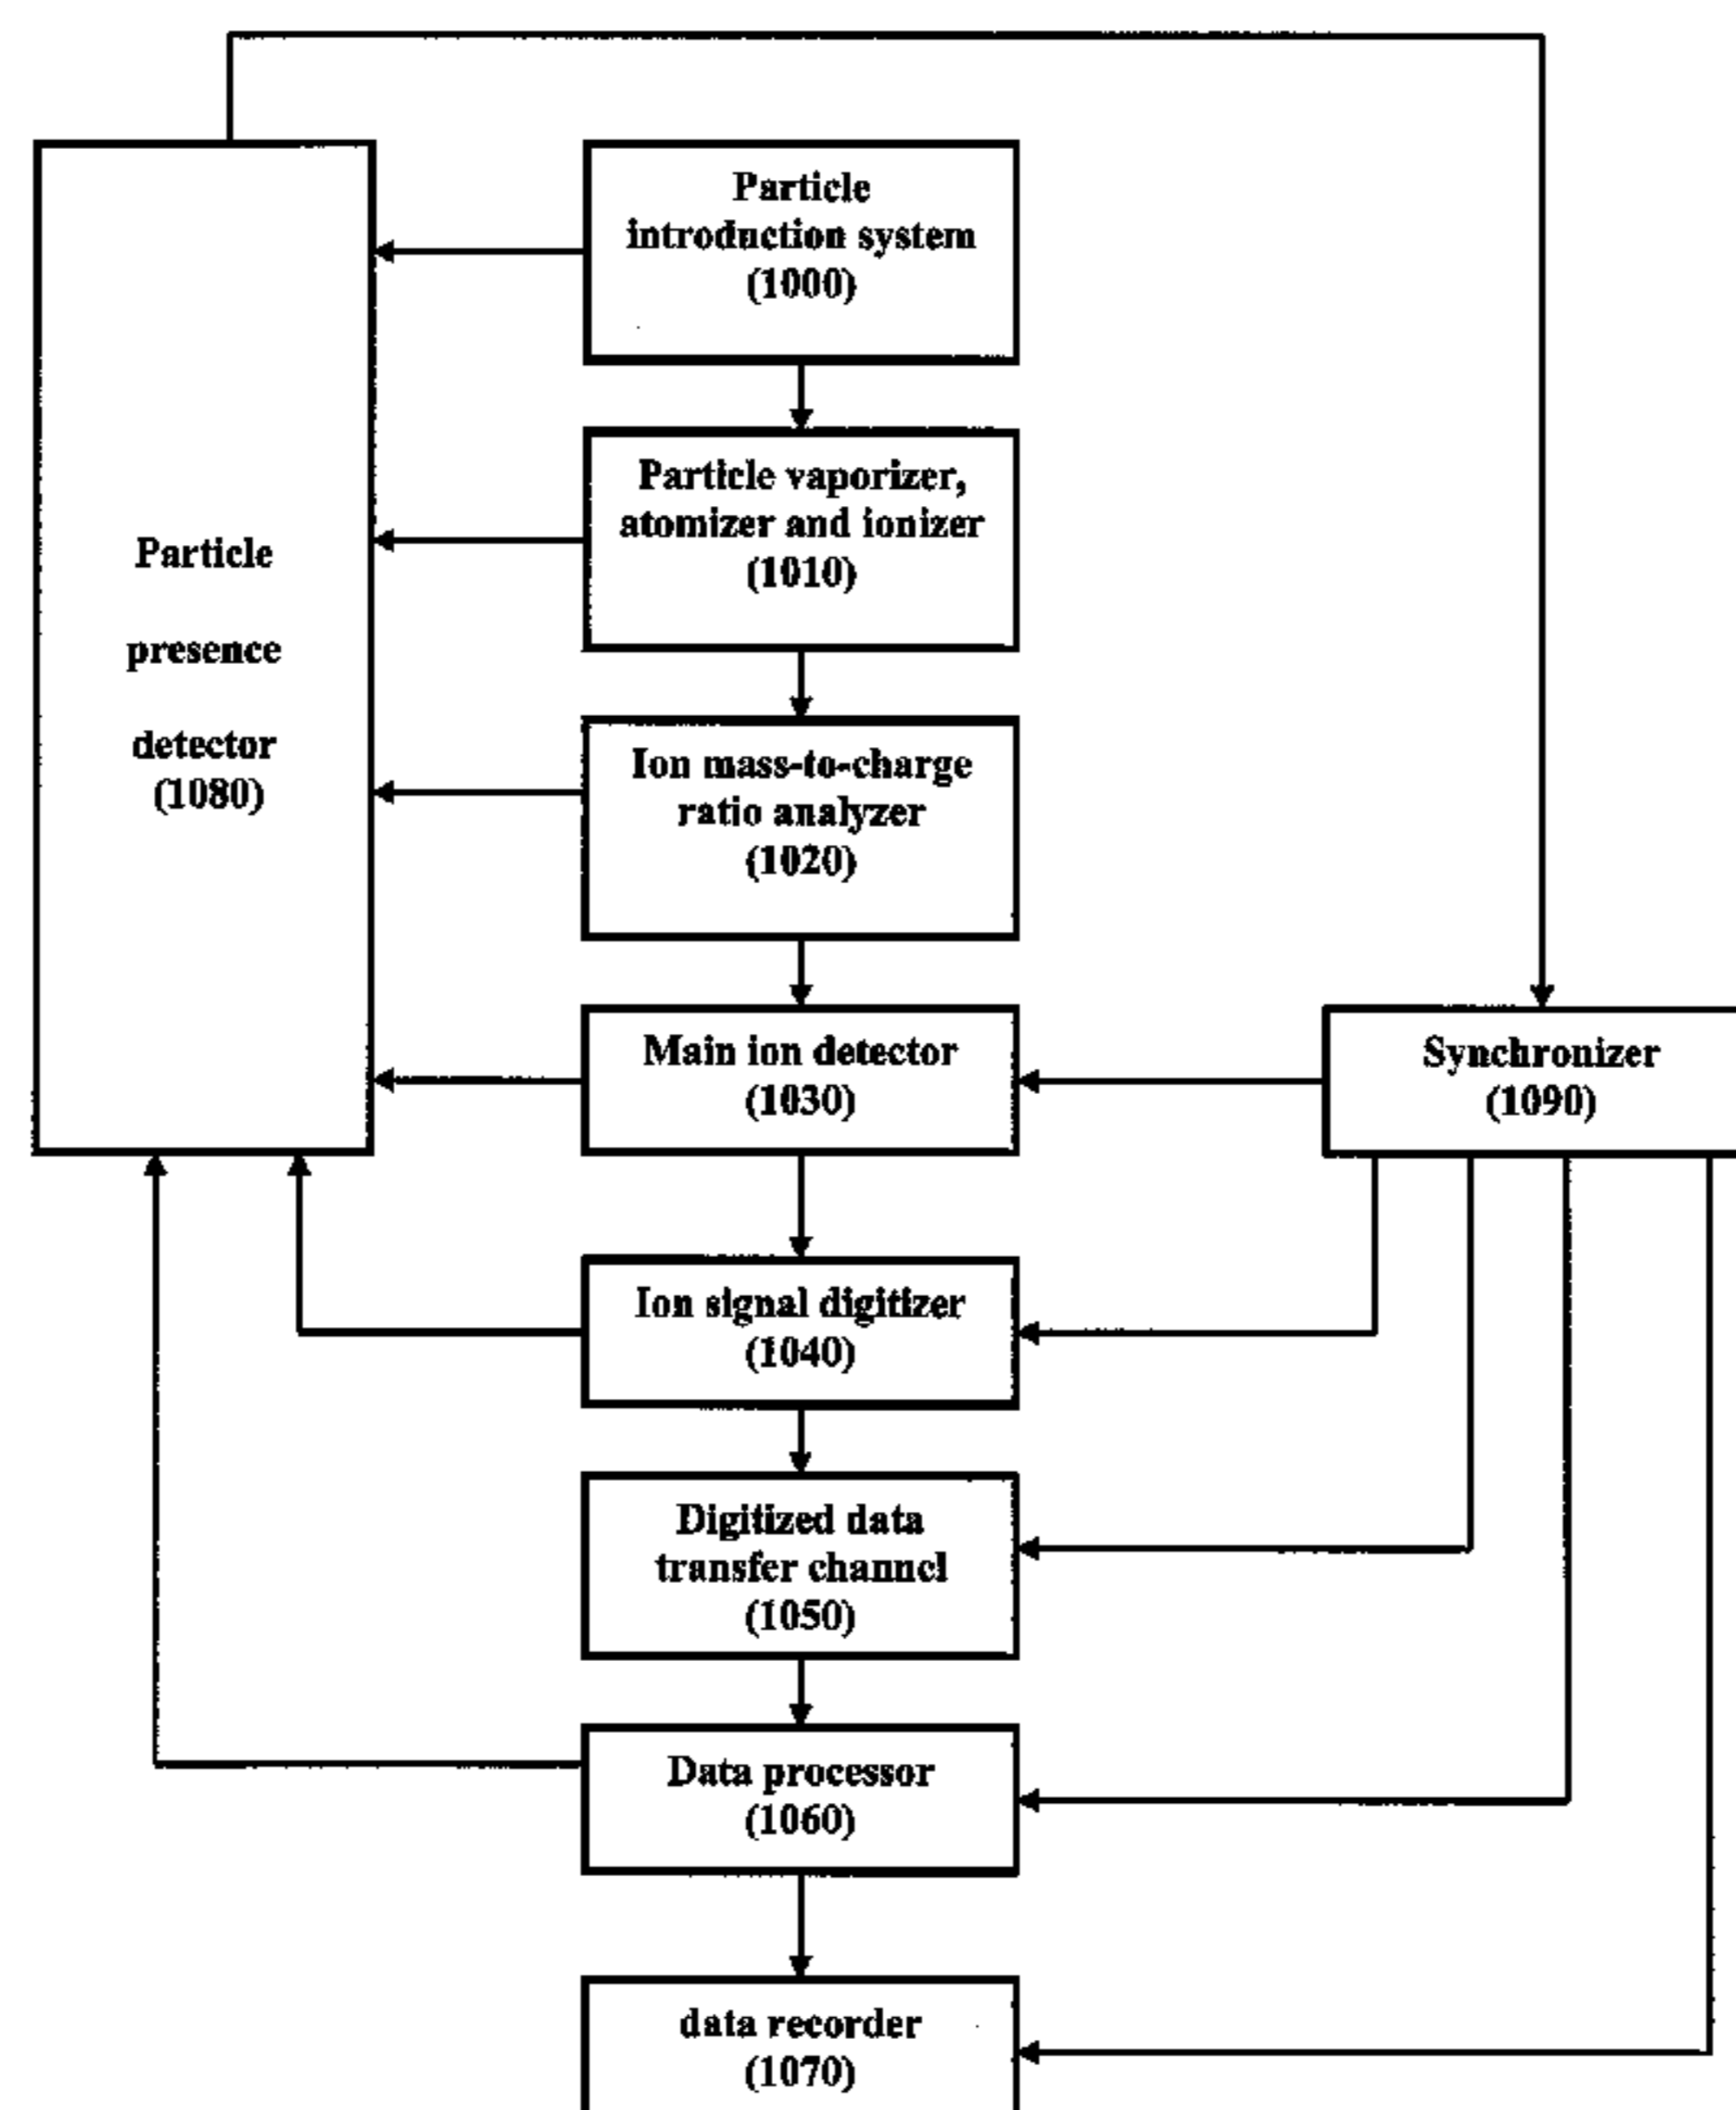 Particle
introduction system
(1000)
Particle vaporizer,
atomizer and ionizer
(1010)
Particle
presence
detector
(1080)
Ion mass-to-charge
ratio analyzer
(1020)
Main ion detector
(1030)
Synchronizer
(1090)
Ion signal digitizer
(1040)
Digitized data
transfer channel
(1050)
Data processor
(1060)
data recorder
(1070)